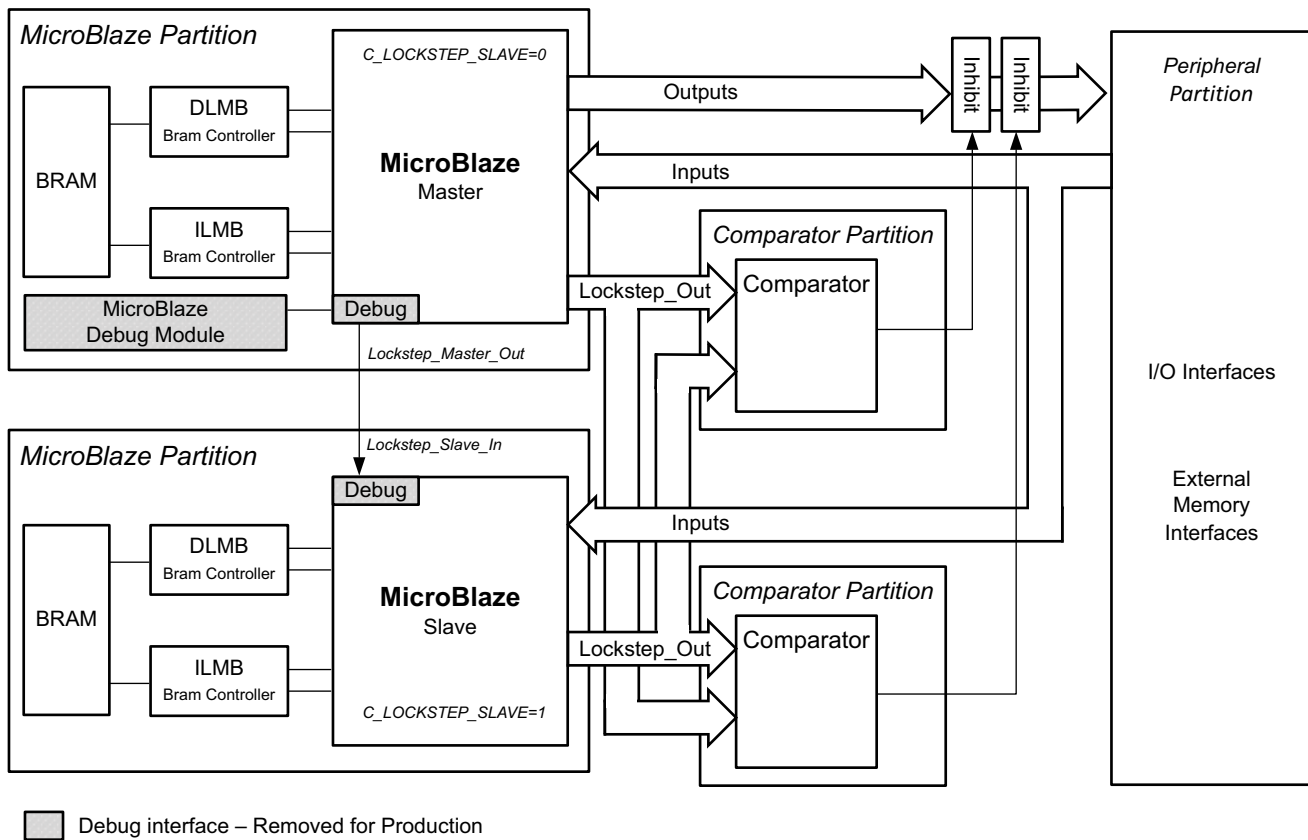 MicroBlaze Partition
C_LOCKSTEP_SLAVE=0
DLMB
Bram Controller
BRAM
MicroBlaze
Master
ILMB
Bram Controller
MicroBlaze
Debug Module
Debug
Outputs
Inputs
Inhibit
Inhibit
Peripheral
Partition
Comparator Partition
Comparator
Lockstep_Out
Lockstep_Master_Out
I/O Interfaces
External
Memory
Interfaces
MicroBlaze Partition
Lockstep_Slave_In
Debug
DLMB
Bram Controller
BRAM
MicroBlaze
Slave
ILMB
Bram Controller
C_LOCKSTEP_SLAVE=1
Inputs
Comparator Partition
Comparator
Lockstep_Out
Debug interface – Removed for Production